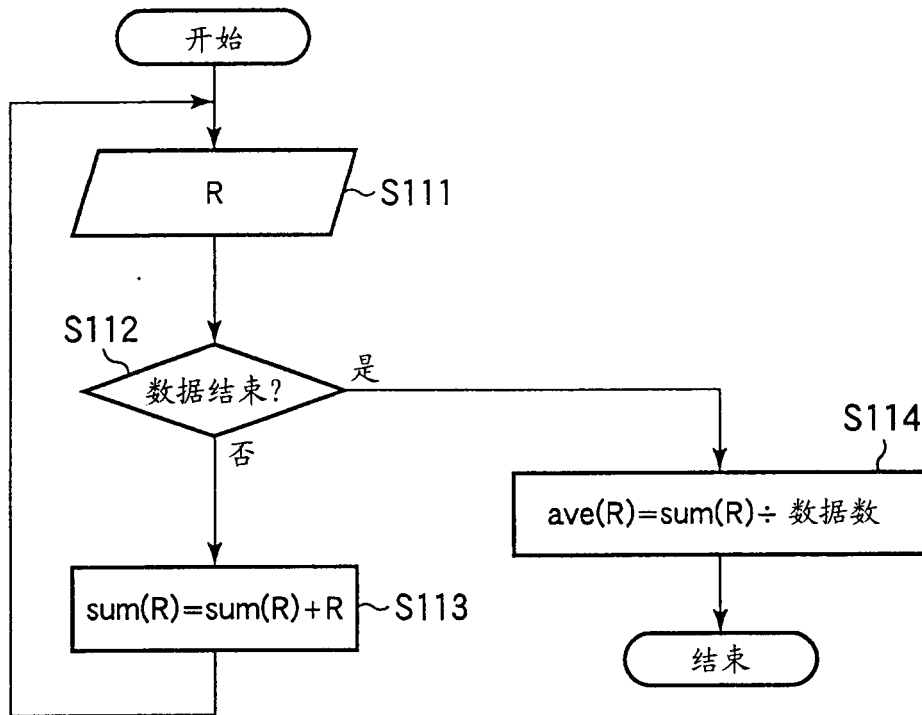 开始
R
S111
S112
数据结束?
是
否
S114
ave(R)=sum(R)÷ 数据数
sum(R)=sum(R)+R
S113
结束